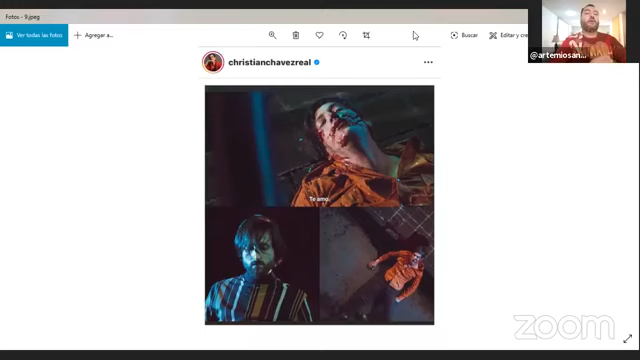 Fotos - 9.jpeg
Ver todas las fotos
Agregar a...
Buscar
Editar y cre
@artemiosan...
christianchavezreal
Te amo.
zoom